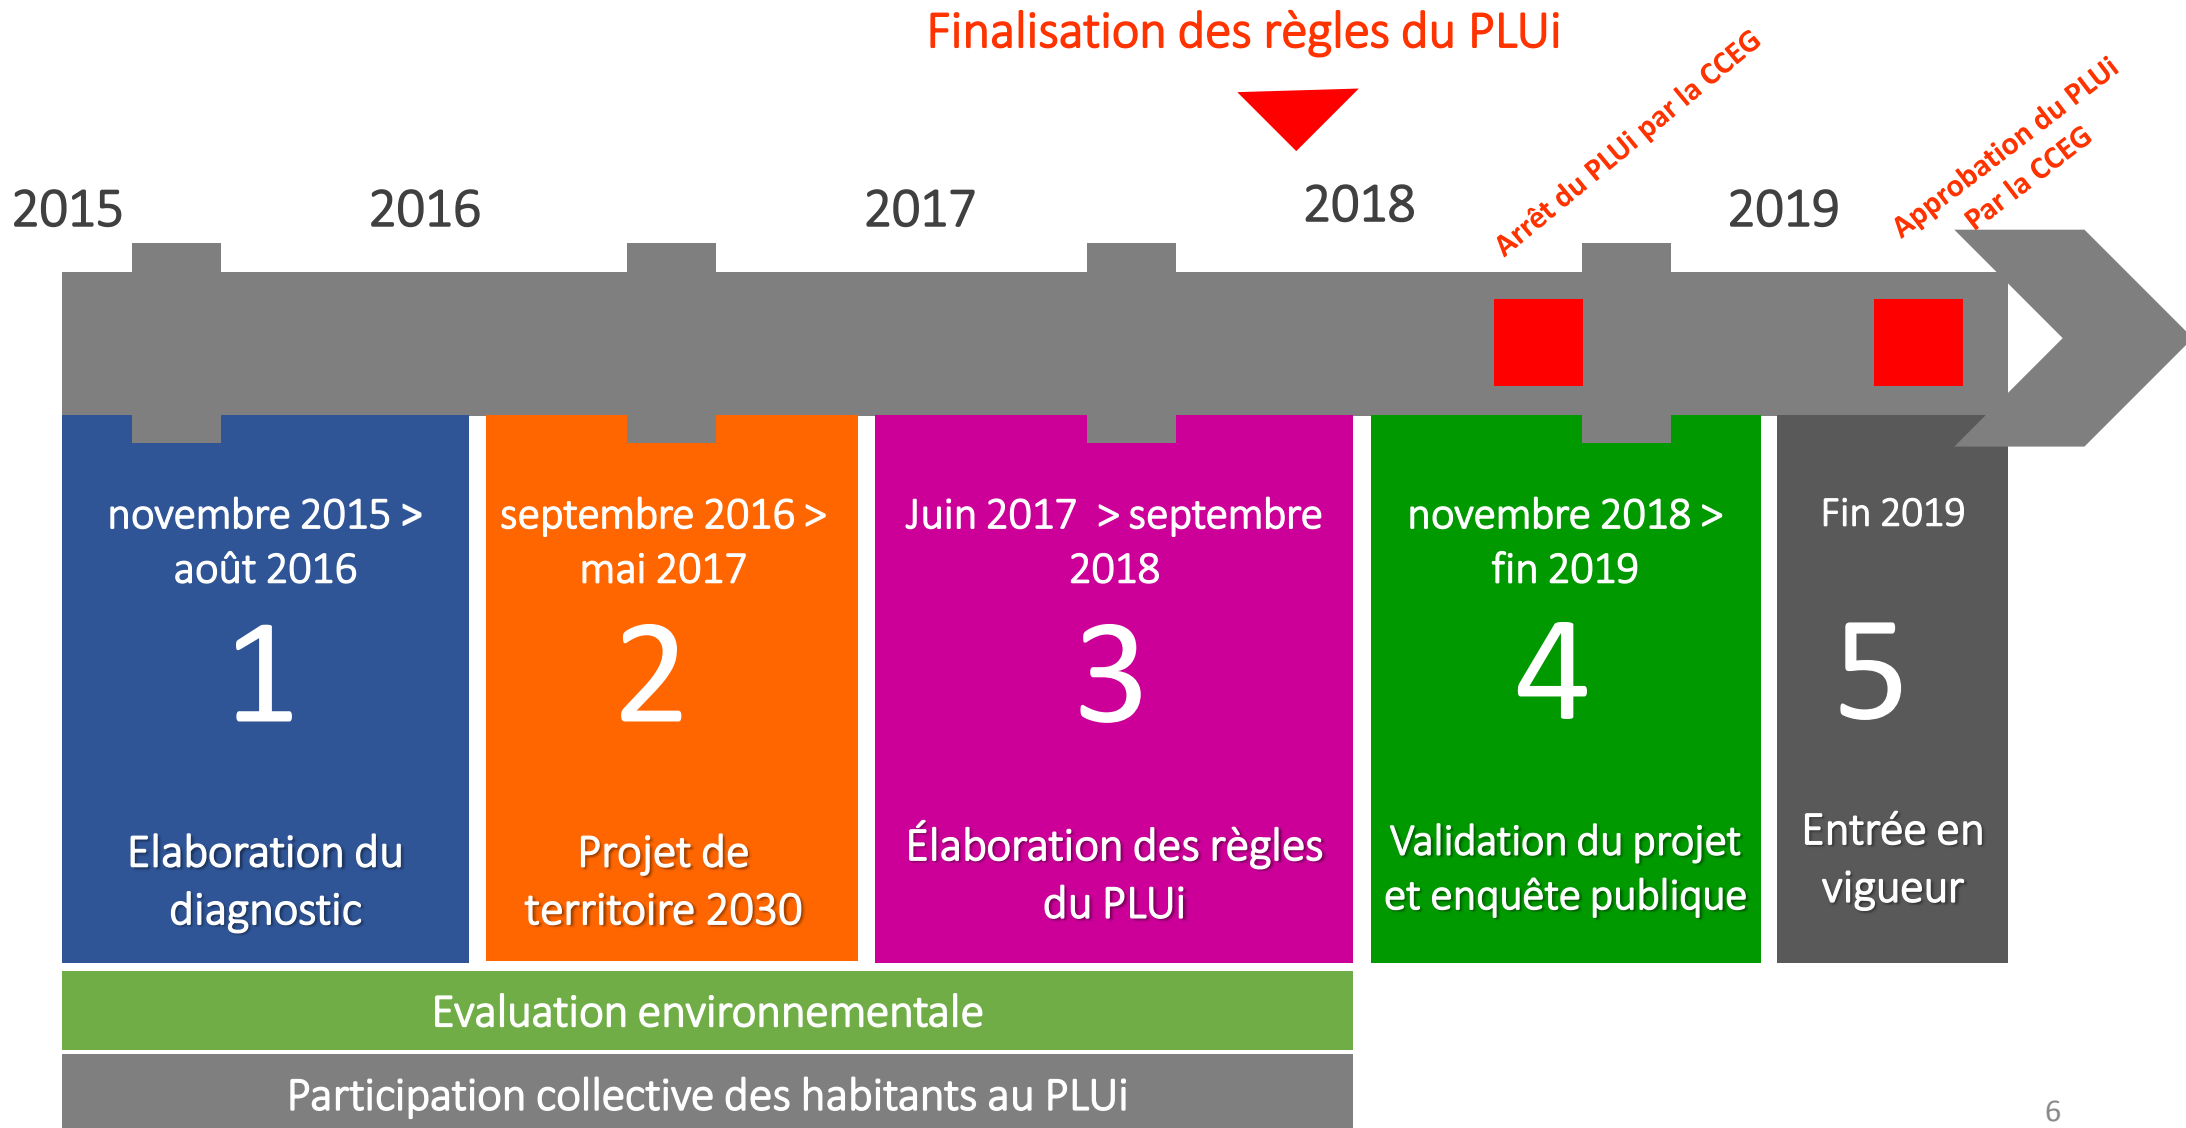 Finalisation des règles du PLUi
Arrêt du PLUi par la CCEG
Approbation du PLUi
Par la CCEG
2015
2016
2017
2018
2019
novembre 2015 >
août 2016
1
Elaboration du
diagnostic
septembre 2016 >
mai 2017
2
Projet de
territoire 2030
Juin 2017 > septembre
2018
3
Élaboration des règles
du PLUi
novembre 2018 >
fin 2019
4
Validation du projet
et enquête publique
Fin 2019
5
Entrée en
vigueur
Evaluation environnementale
Participation collective des habitants au PLUi
6